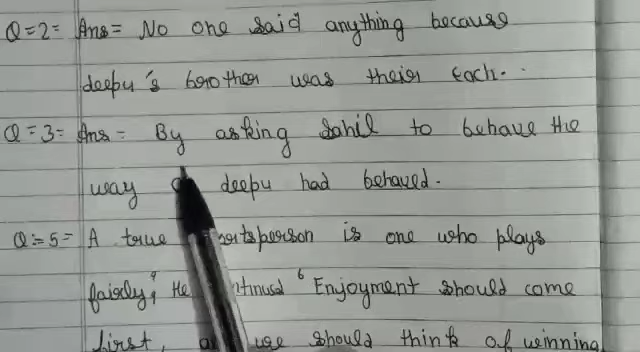 Q=2= Ans= No one said anything because
deepu's brother was their Coach.
Q=3= Ans= By asking Sahil to behave the
way deepu had behaved.
Q=5= A true sportsperson is one who plays
fairly; He continued "Enjoyment should come
first, we should think of winning